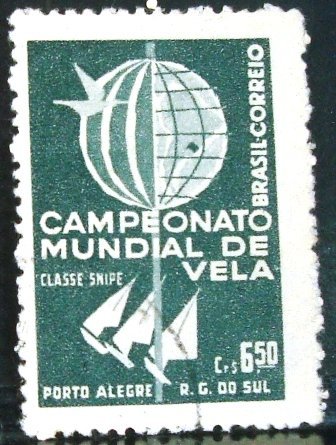 BRASIL-CORREIO
CAMPEONATO
MUNDIAL DE
VELA
CLASSE SNIPE
Cr$ 6,50
PORTO ALEGRE R. G. DO SUL